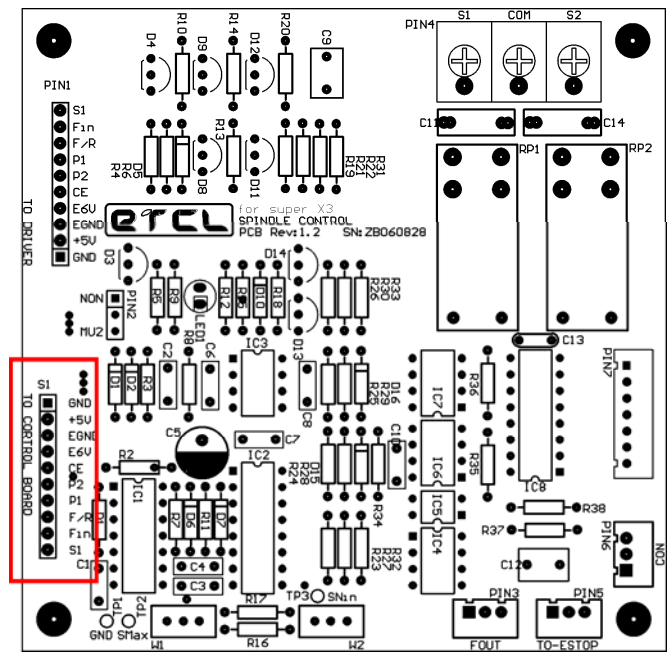 S1 COM S2
PIN4
R10 R14 R20
D4 D9 D12 C9
PIN1
S1
Fin
F/R
P1
P2
CE
E6V
EGND
+5V
GND
TO DRIVER
C11 C14
RP1 RP2
R13
R4 R6 D5 D8 D11 R19 R21 R22 R31
eTCL
for super X3
SPINDLE CONTROL
PCB Rev:1.2 SN:ZB060828
D3 D14
R5 R9 LED1 R12 D10 R18 R26 R30 R33
NON PIN2
MV2
R8 D13 C13
IC3
D1 D2 R3 C2 C6 C8 R25 R29 D16 IC7 R36 PIN7
S1
GND
+5V
EGND
E6V
CE
P2
P1
F/R
Fin
S1
TO CORTROL BOARD
C5 C7 C10
R2 IC1 IC2 R24 D15 R28 IC6 R35 IC8
R34
R7 D6 R11 D7 IC5 R38
R37
IC4 PIN6 CON
C4
C3
R23 R27 R32
C1 C12
TP1 TP2 R17 TP3 SNin PIN3 PIN5
GND SMax
W1 R16 W2 FOUT TO-ESTOP